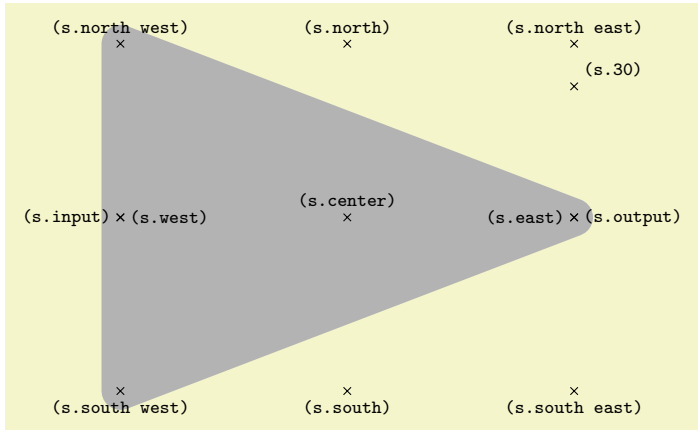 (s.north west) (s.north) (s.north east)
(s.30)
(s.center)
(s.input) (s.west) (s.east) (s.output)
(s.south west) (s.south) (s.south east)